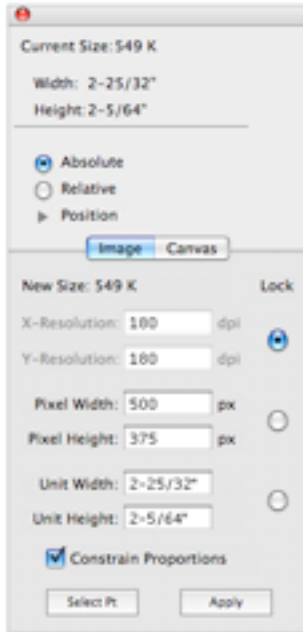 Current Size: 549 K
Width: 2-25/32"
Height: 2-5/64"
Absolute
Relative
Position
Image Canvas
New Size: 549 K Lock
X-Resolution: 180 dpi
Y-Resolution: 180 dpi
Pixel Width: 500 px
Pixel Height: 375 px
Unit Width: 2-25/32"
Unit Height: 2-5/64"
Constrain Proportions
Select Pt Apply